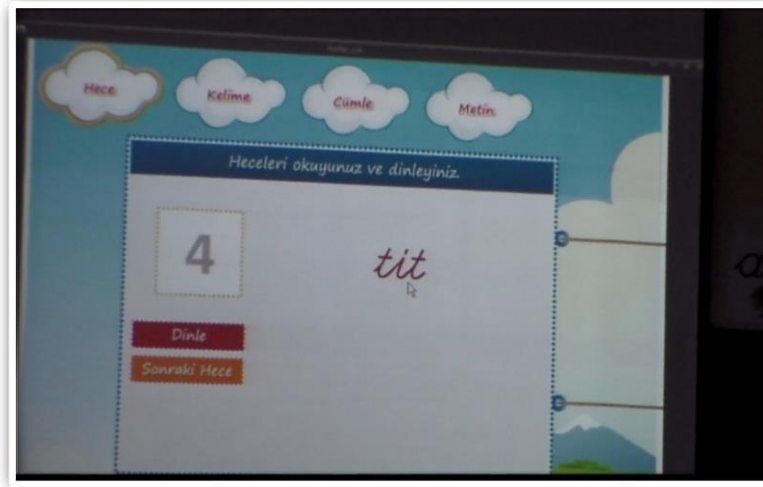 Hece
Kelime
Cümle
Metin
Heceleri okuyunuz ve dinleyiniz
4
tit
Dinle
Sonraki Hece